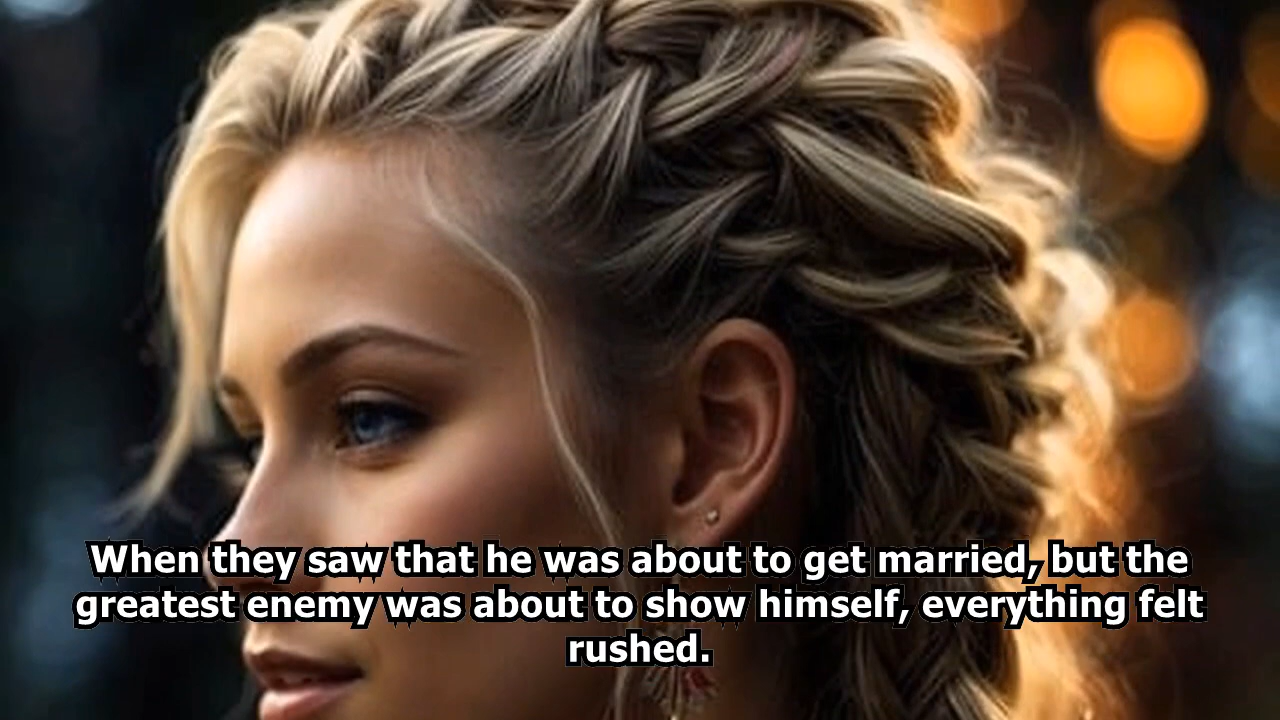 When they saw that he was about to get married, but the
greatest enemy was about to show himself, everything felt
rushed.